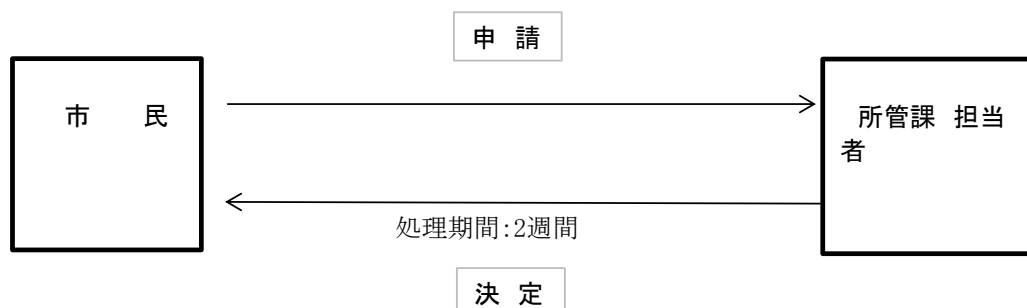 申 請
市 民
所管課 担当
者
処理期間:2週間
決 定